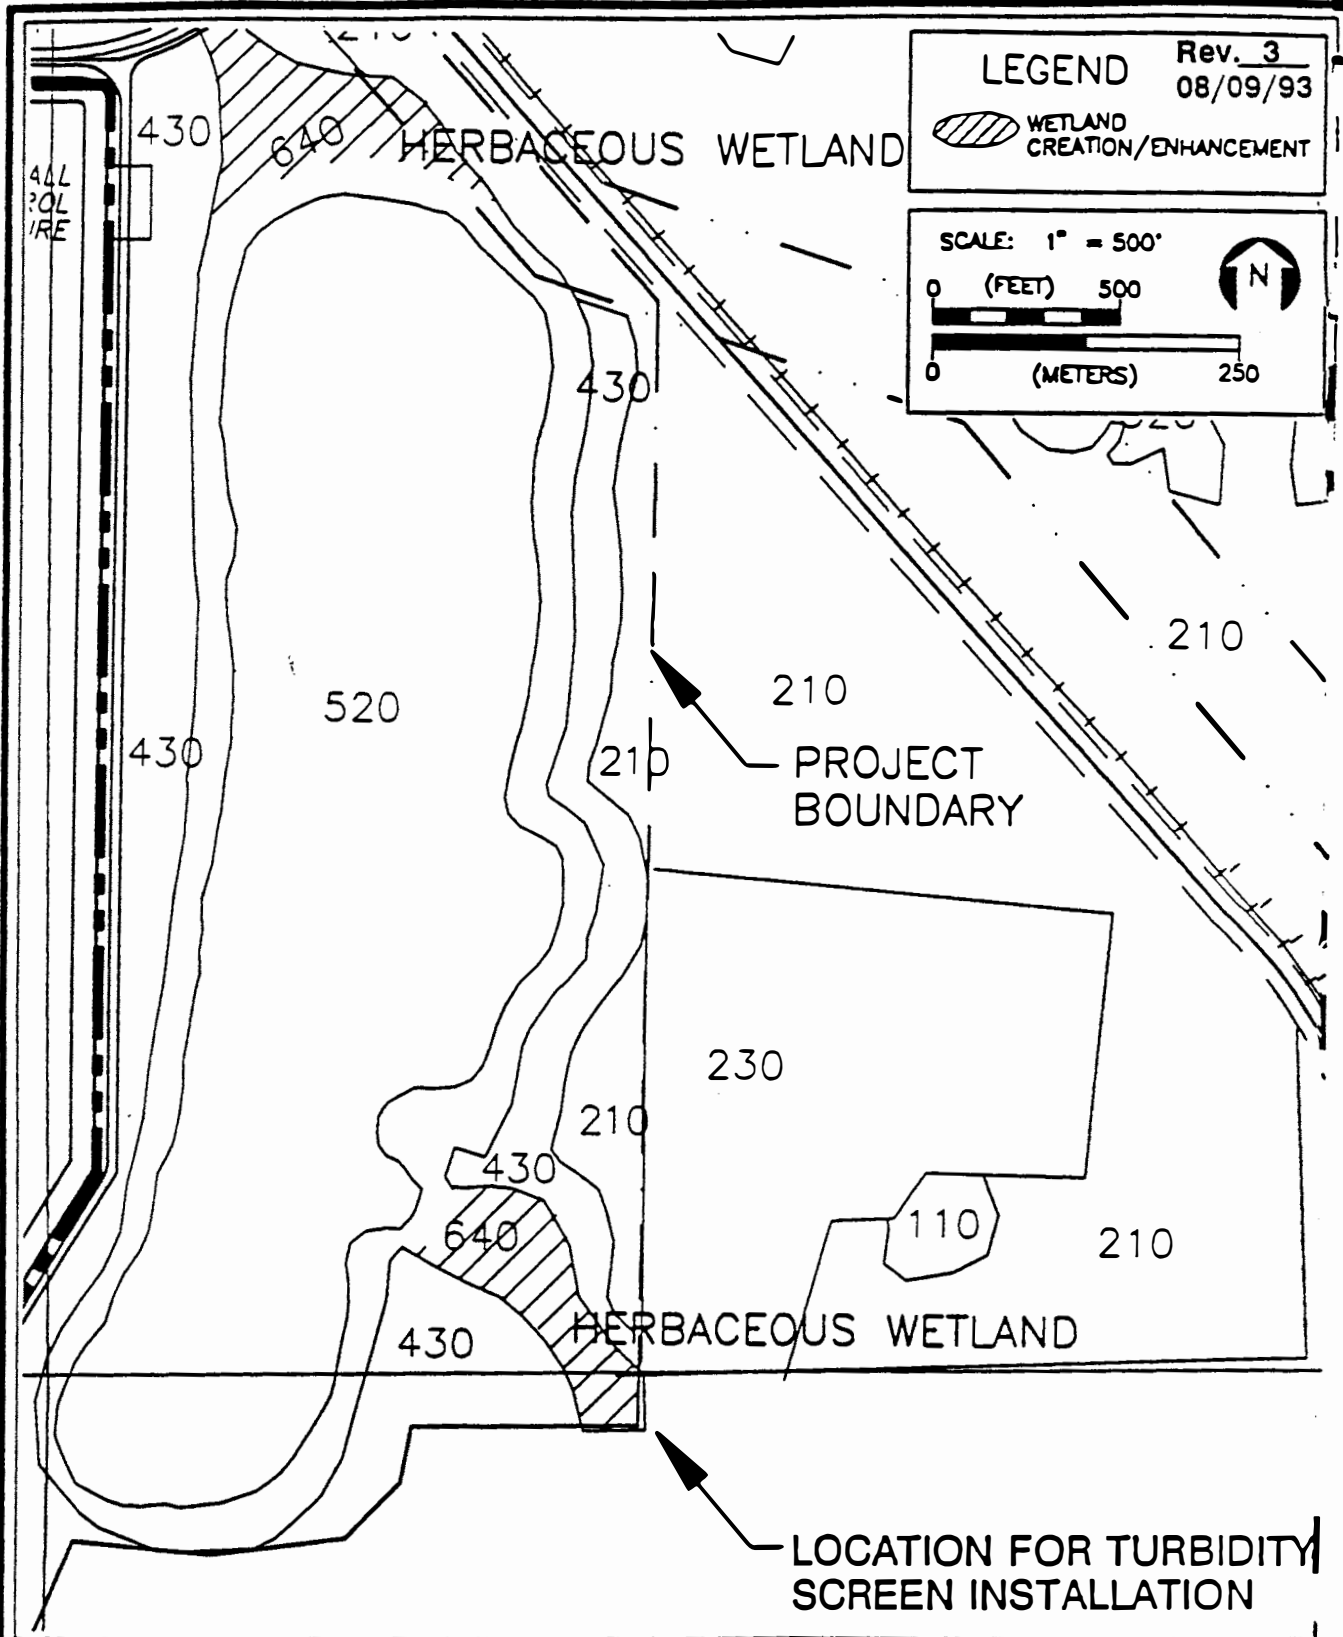 LEGEND
Rev. 3
08/09/93
WETLAND
CREATION/ENHANCEMENT
SCALE: 1" = 500'
0 (FEET) 500
N
0 (METERS) 250
430
640
HERBACEOUS WETLAND
430
210
520
210
430
210
PROJECT
BOUNDARY
230
210
430
110
640
210
HERBACEOUS WETLAND
430
LOCATION FOR TURBIDITY
SCREEN INSTALLATION